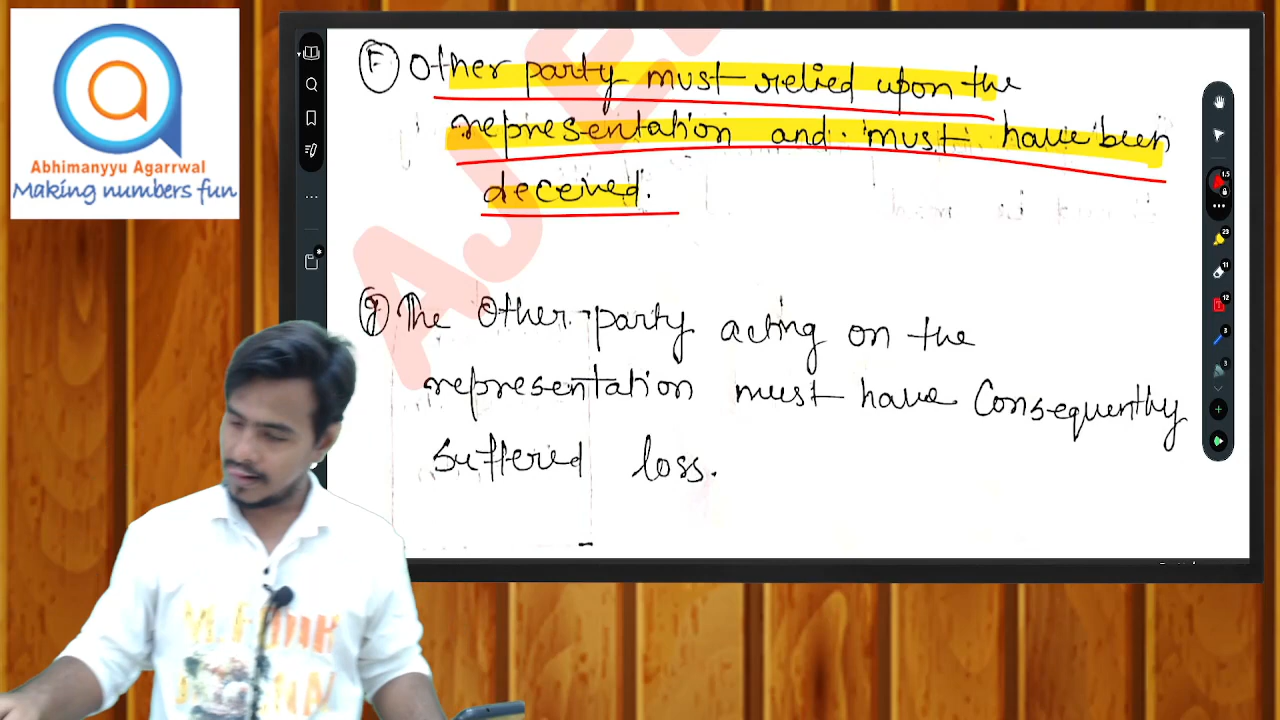 Abhimanyyu Agarrwal
Making numbers fun
(F) Other party must relied upon the
representation and must have been
deceived.
(g) The Other party acting on the
representation must have Consequently
suffered loss.
AJE